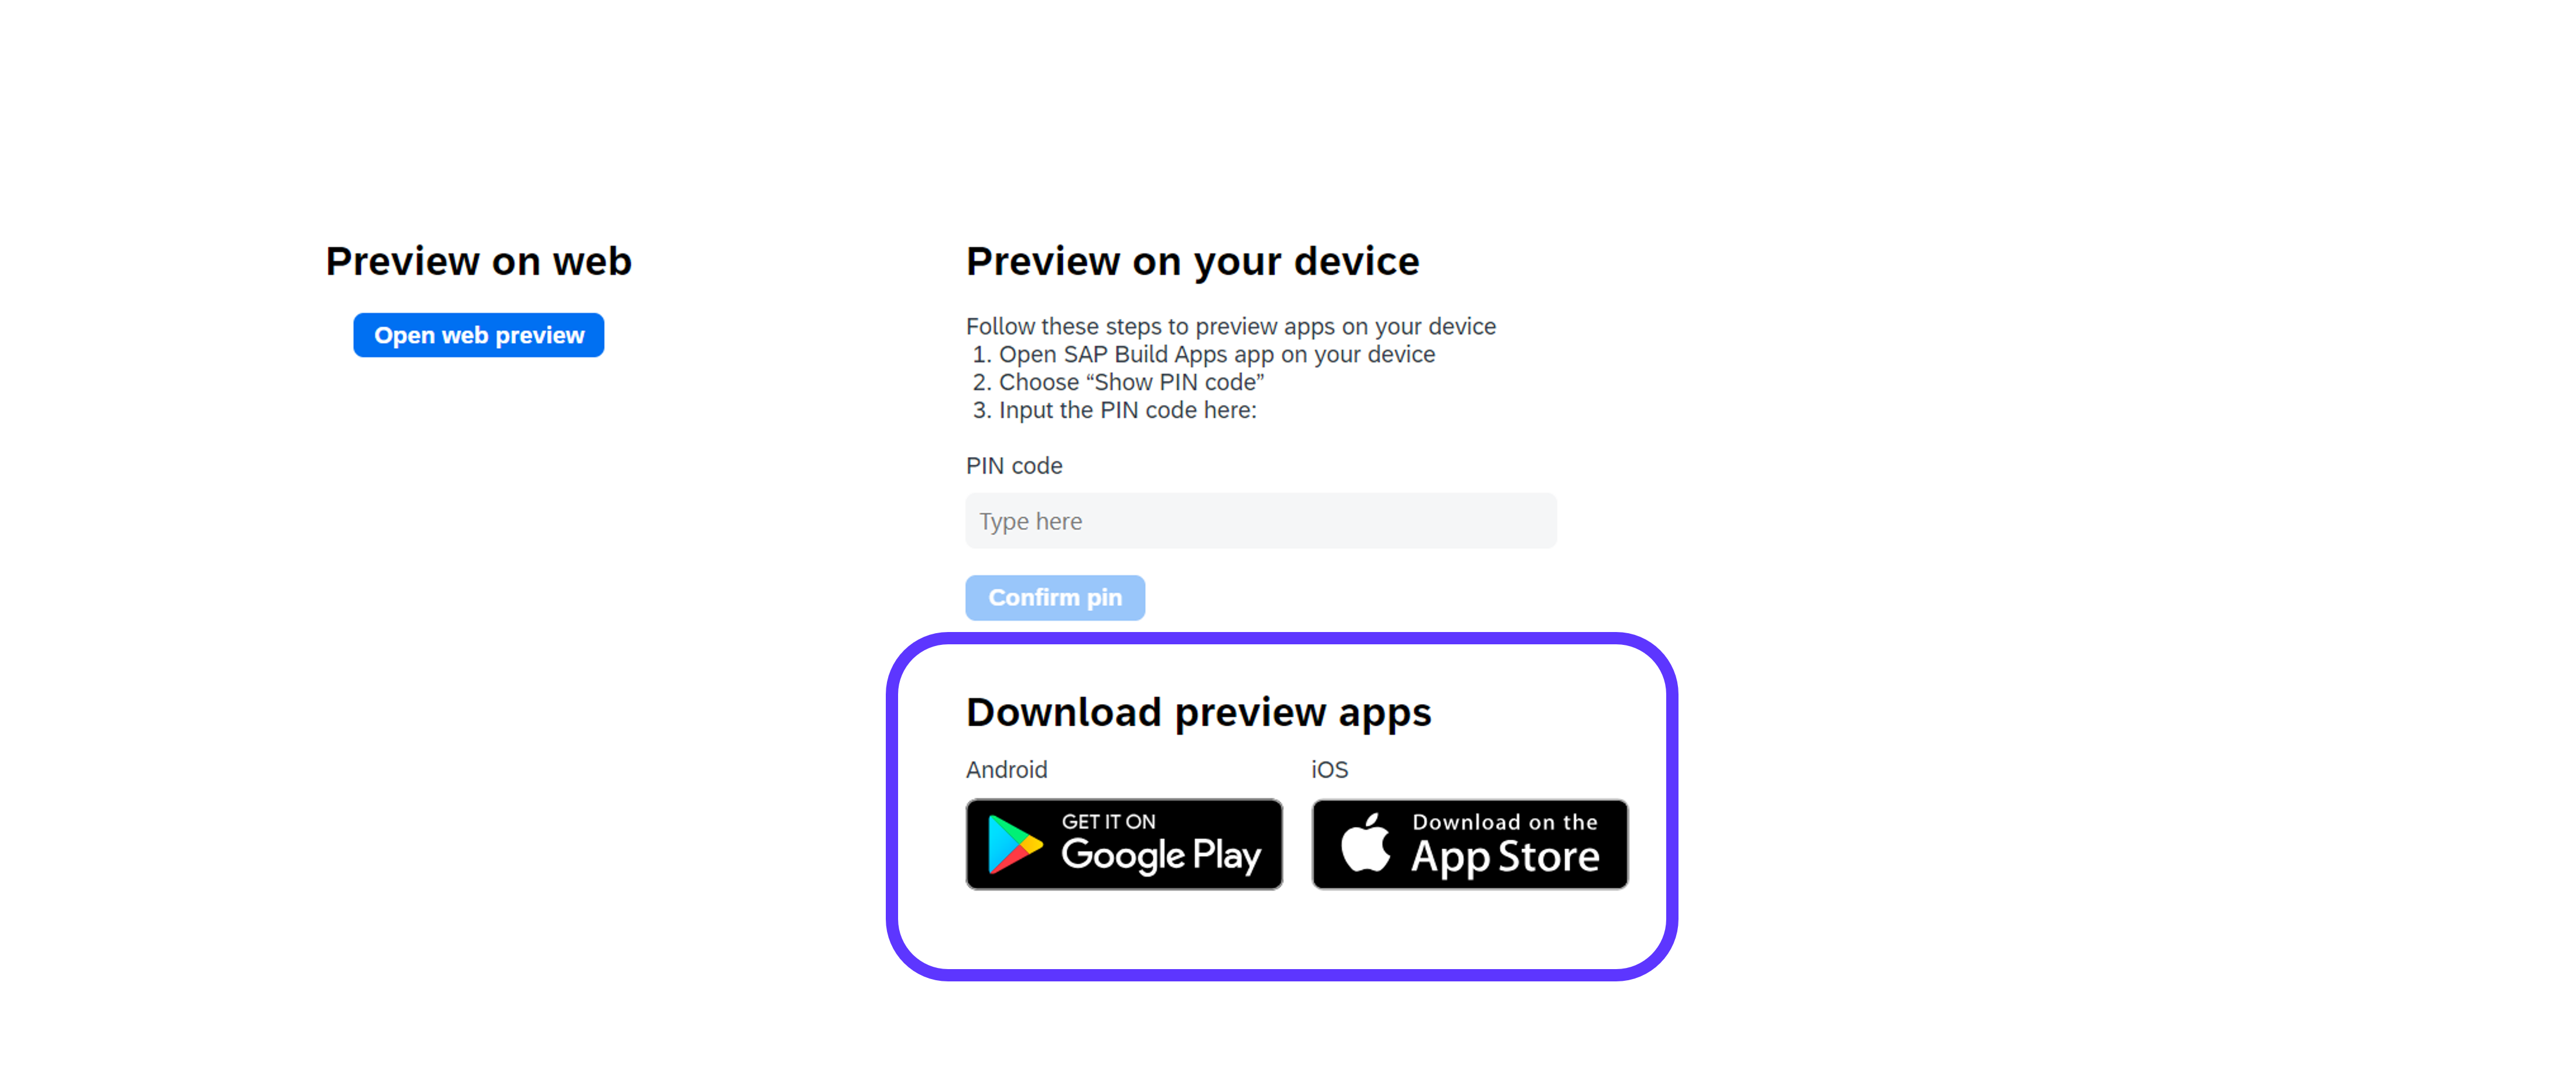 Preview on web
Open web preview
Preview on your device
Follow these steps to preview apps on your device
1. Open SAP Build Apps app on your device
2. Choose “Show PIN code”
3. Input the PIN code here:
PIN code
Type here
Confirm pin
Download preview apps
Android
GET IT ON
Google Play
iOS
Download on the
App Store